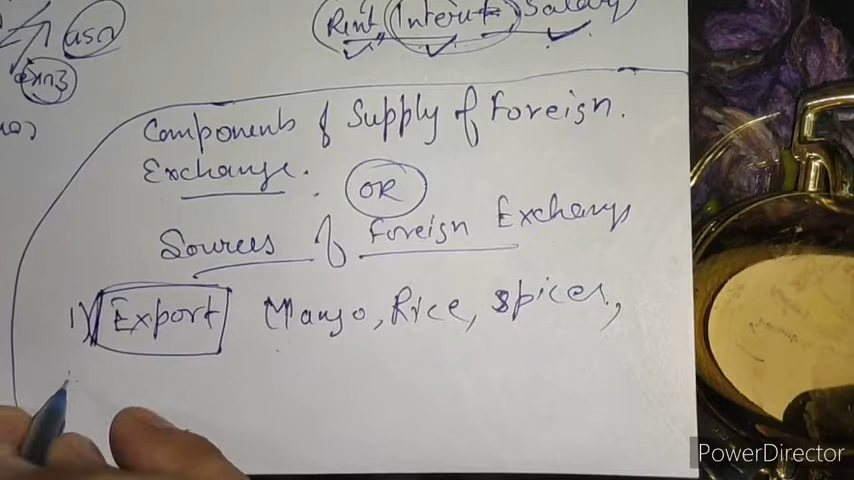 Rent, Interest Salary
Components of Supply of Foreign.
Exchange. OR
Sources of Foreign Exchange
1) Export Mango, Rice, spices,
PowerDirector